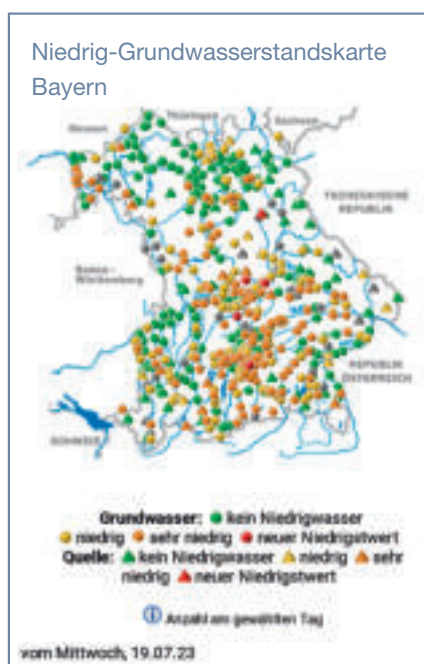 Niedrig-Grundwasserstandskarte
Bayern
Thüringen
Sachsen
Hessen
TSCHECHISCHE
REPUBLIK
Baden-
Württemberg
REPUBLIK
ÖSTERREICH
SCHWEIZ
Grundwasser: kein Niedrigwasser
niedrig sehr niedrig neuer Niedrigstwert
Quelle: kein Niedrigwasser niedrig sehr
niedrig neuer Niedrigstwert
Anzahl am gewählten Tag
vom Mittwoch, 19.07.23